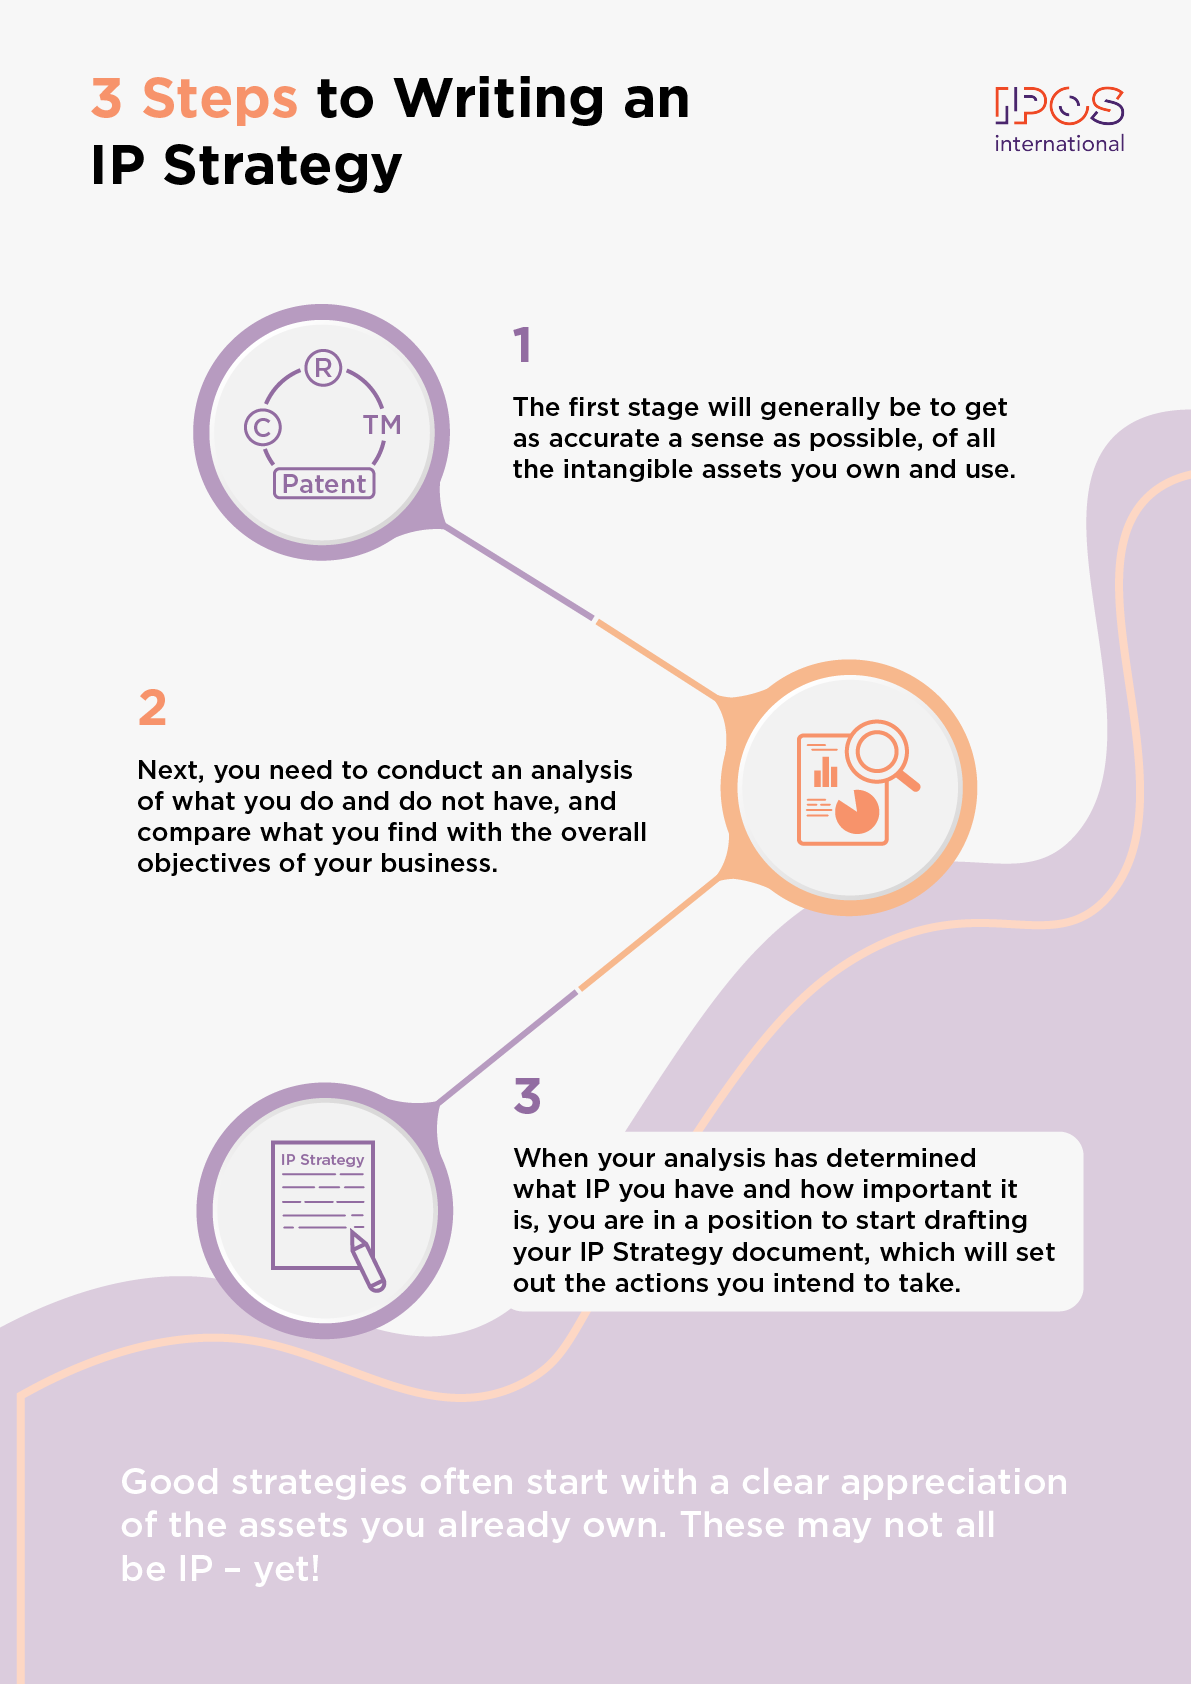 3 Steps to Writing an
IP Strategy
IPOS
international
R
C
TM
Patent
1
The first stage will generally be to get
as accurate a sense as possible, of all
the intangible assets you own and use.
2
Next, you need to conduct an analysis
of what you do and do not have, and
compare what you find with the overall
objectives of your business.
IP Strategy
3
When your analysis has determined
what IP you have and how important it
is, you are in a position to start drafting
your IP Strategy document, which will set
out the actions you intend to take.
Good strategies often start with a clear appreciation
of the assets you already own. These may not all
be IP – yet!